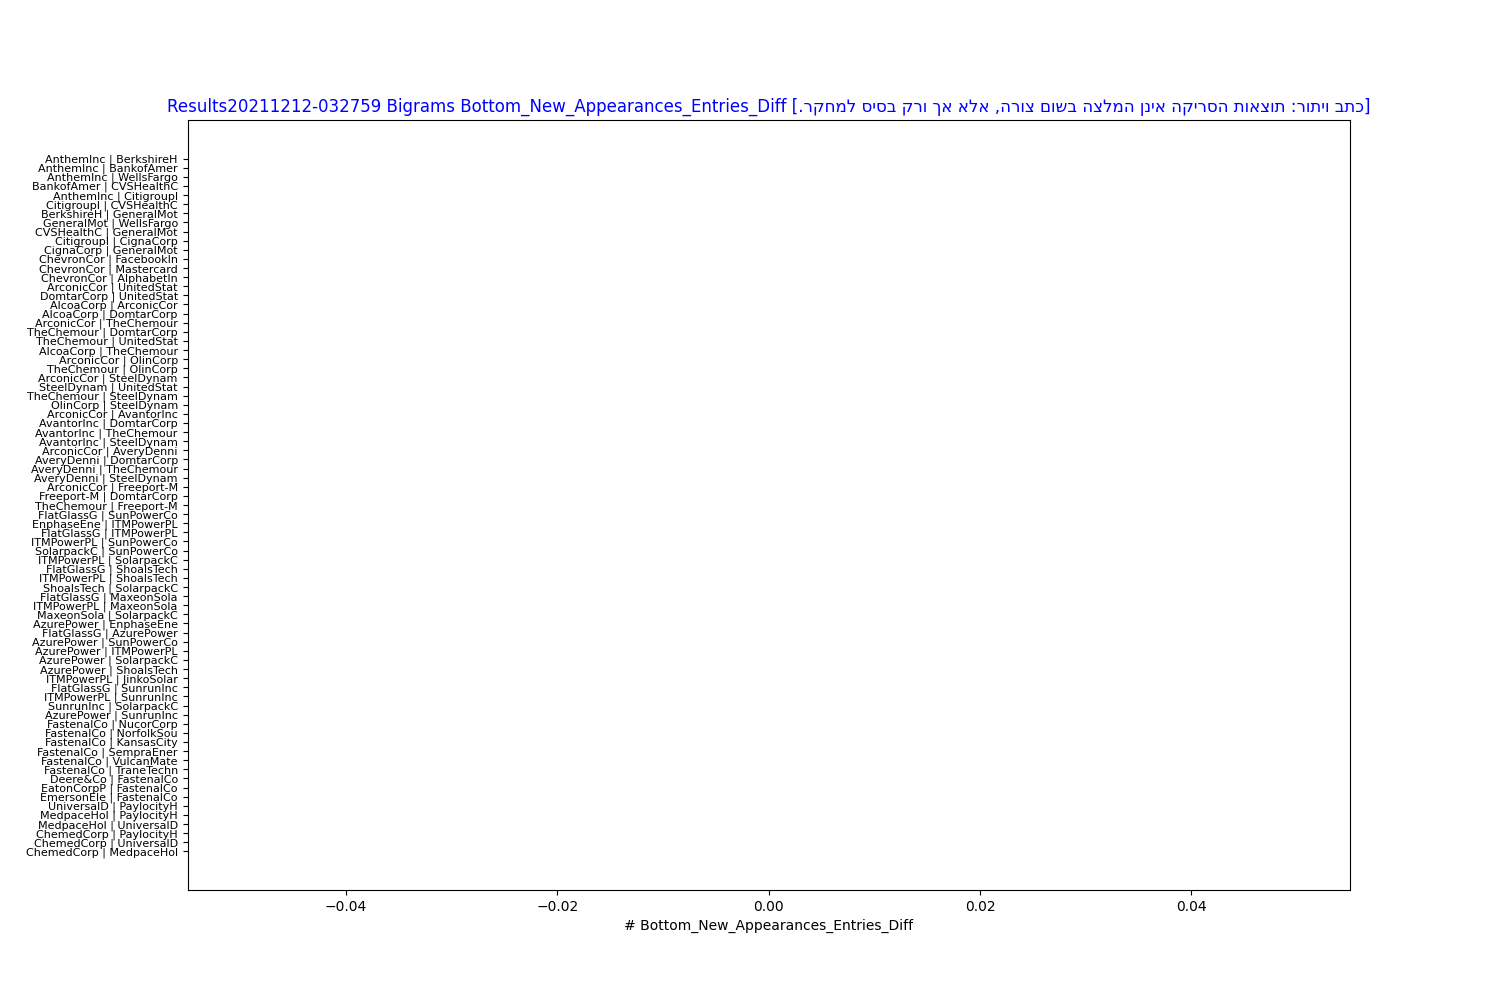 Results20211212-032759 Bigrams Bottom_New_Appearances_Entries_Diff [כתב ויתור: תוצאות הסריקה אינן המלצה בשום צורה, אלא אך ורק בסיס למחקר.]
AnthemInc | BerkshireH
AnthemInc | BankofAmer
AnthemInc | WellsFargo
BankofAmer | CVSHealthC
AnthemInc | CitigroupI
CitigroupI | CVSHealthC
BerkshireH | GeneralMot
GeneralMot | WellsFargo
CVSHealthC | GeneralMot
CitigroupI | CignaCorp
CignaCorp | GeneralMot
ChevronCor | FacebookIn
ChevronCor | Mastercard
ChevronCor | AlphabetIn
ArconicCor | UnitedStat
DomtarCorp | UnitedStat
AlcoaCorp | ArconicCor
AlcoaCorp | DomtarCorp
ArconicCor | TheChemour
TheChemour | DomtarCorp
TheChemour | UnitedStat
AlcoaCorp | TheChemour
ArconicCor | OlinCorp
TheChemour | OlinCorp
ArconicCor | SteelDynam
SteelDynam | UnitedStat
TheChemour | SteelDynam
OlinCorp | SteelDynam
ArconicCor | AvantorInc
AvantorInc | DomtarCorp
AvantorInc | TheChemour
AvantorInc | SteelDynam
ArconicCor | AveryDenni
AveryDenni | DomtarCorp
AveryDenni | TheChemour
AveryDenni | SteelDynam
ArconicCor | Freeport-M
Freeport-M | DomtarCorp
TheChemour | Freeport-M
FlatGlassG | SunPowerCo
EnphaseEne | ITMPowerPL
FlatGlassG | ITMPowerPL
ITMPowerPL | SunPowerCo
SolarpackC | SunPowerCo
ITMPowerPL | SolarpackC
FlatGlassG | ShoalsTech
ITMPowerPL | ShoalsTech
ShoalsTech | SolarpackC
FlatGlassG | MaxeonSola
ITMPowerPL | MaxeonSola
MaxeonSola | SolarpackC
AzurePower | EnphaseEne
FlatGlassG | AzurePower
AzurePower | SunPowerCo
AzurePower | ITMPowerPL
AzurePower | SolarpackC
AzurePower | ShoalsTech
ITMPowerPL | JinkoSolar
FlatGlassG | SunrunInc
ITMPowerPL | SunrunInc
SunrunInc | SolarpackC
AzurePower | SunrunInc
FastenalCo | NucorCorp
FastenalCo | NorfolkSou
FastenalCo | KansasCity
FastenalCo | SempraEner
FastenalCo | VulcanMate
FastenalCo | TraneTechn
Deere&Co | FastenalCo
EatonCorpP | FastenalCo
EmersonEle | FastenalCo
UniversalD | PaylocityH
MedpaceHol | PaylocityH
MedpaceHol | UniversalD
ChemedCorp | PaylocityH
ChemedCorp | UniversalD
ChemedCorp | MedpaceHol
−0.04 −0.02 0.00 0.02 0.04
# Bottom_New_Appearances_Entries_Diff